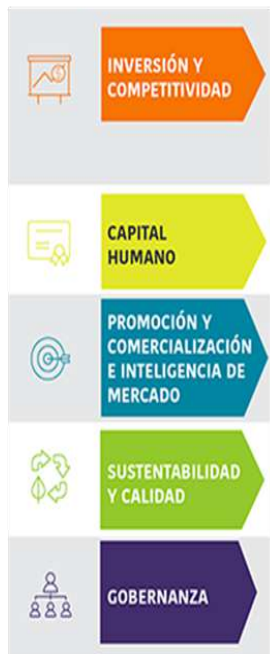 INVERSIÓN Y
COMPETITIVIDAD
CAPITAL
HUMANO
PROMOCIÓN Y
COMERCIALIZACIÓN
E INTELIGENCIA DE
MERCADO
SUSTENTABILIDAD
Y CALIDAD
GOBERNANZA